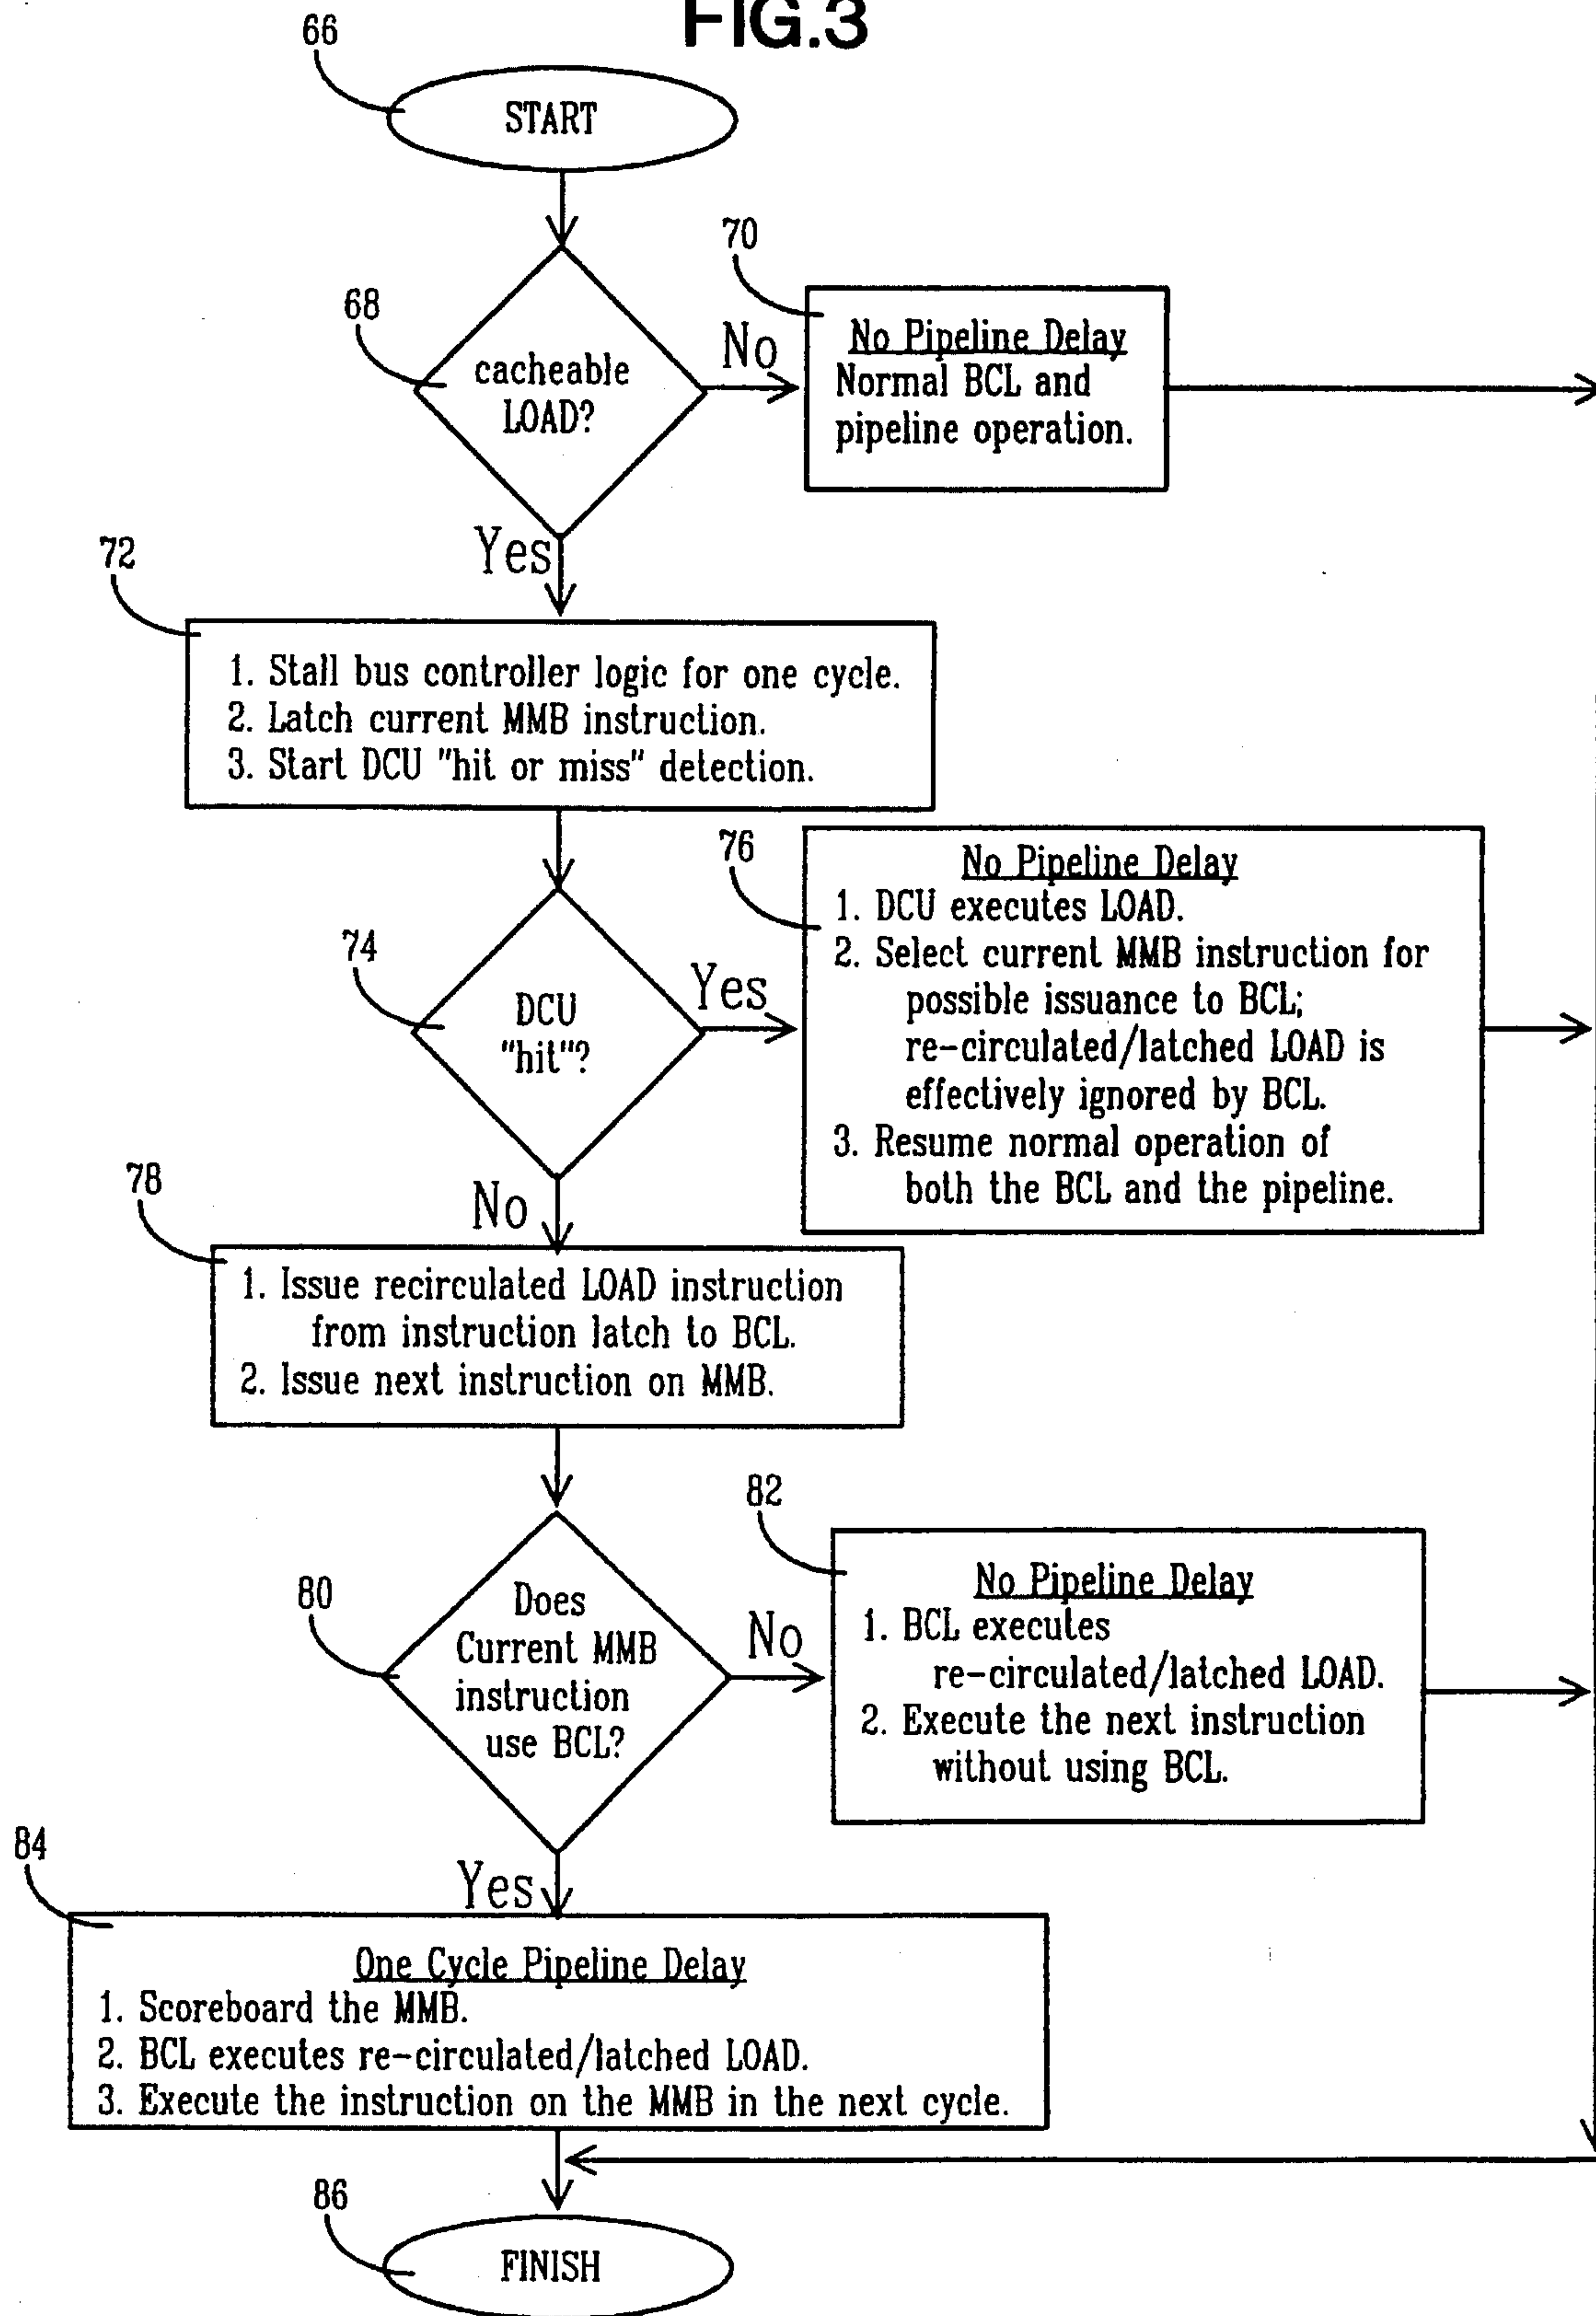 FIG.3
66
START
70
68
cacheable
LOAD?
No
No Pipeline Delay
Normal BCL and
pipeline operation.
Yes
72
1. Stall bus controller logic for one cycle.
2. Latch current MMB instruction.
3. Start DCU "hit or miss" detection.
76
74
DCU
"hit"?
Yes
No Pipeline Delay
1. DCU executes LOAD.
2. Select current MMB instruction for
possible issuance to BCL;
re-circulated/latched LOAD is
effectively ignored by BCL.
3. Resume normal operation of
both the BCL and the pipeline.
No
78
1. Issue recirculated LOAD instruction
from instruction latch to BCL.
2. Issue next instruction on MMB.
82
80
Does
Current MMB
instruction
use BCL?
No
No Pipeline Delay
1. BCL executes
re-circulated/latched LOAD.
2. Execute the next instruction
without using BCL.
Yes
84
One Cycle Pipeline Delay
1. Scoreboard the MMB.
2. BCL executes re-circulated/latched LOAD.
3. Execute the instruction on the MMB in the next cycle.
86
FINISH